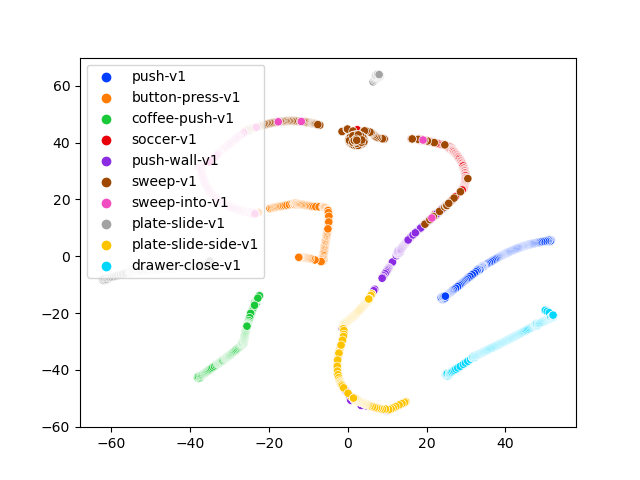 push-v1
button-press-v1
coffee-push-v1
soccer-v1
push-wall-v1
sweep-v1
sweep-into-v1
plate-slide-v1
plate-slide-side-v1
drawer-close-v1
60
40
20
0
−20
−40
−60
−60 −40 −20 0 20 40